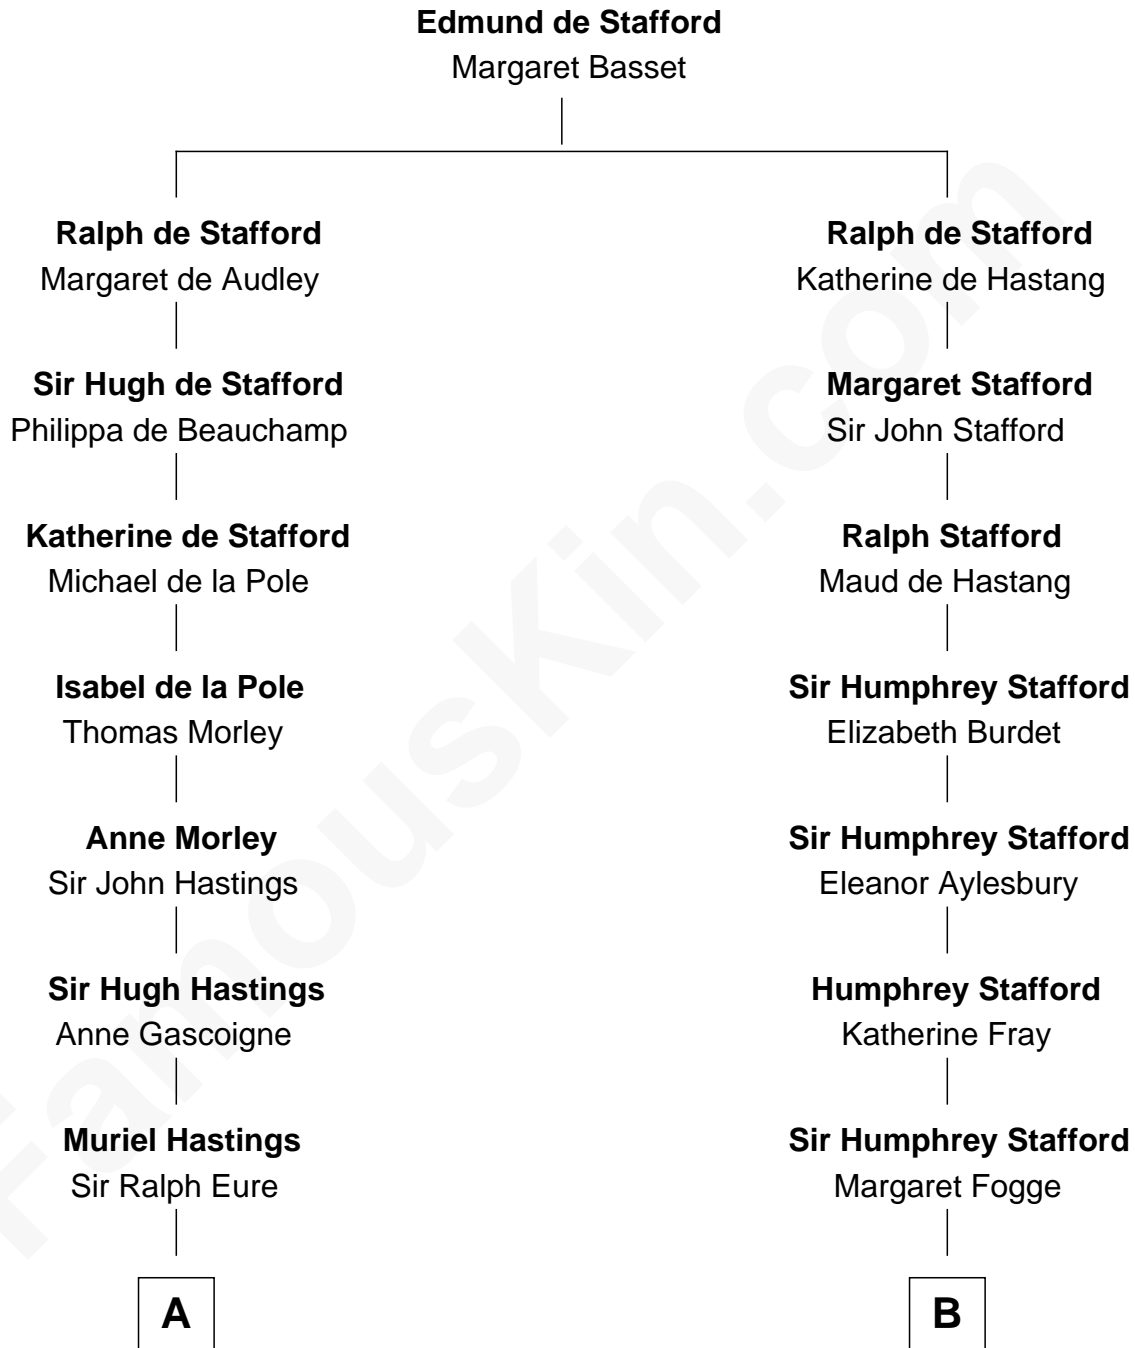 Edmund de Stafford
Margaret Basset
Ralph de Stafford
Margaret de Audley
Ralph de Stafford
Katherine de Hastang
Sir Hugh de Stafford
Philippa de Beauchamp
Margaret Stafford
Sir John Stafford
Katherine de Stafford
Michael de la Pole
Ralph Stafford
Maud de Hastang
Isabel de la Pole
Thomas Morley
Sir Humphrey Stafford
Elizabeth Burdet
Anne Morley
Sir John Hastings
Sir Humphrey Stafford
Eleanor Aylesbury
Sir Hugh Hastings
Anne Gascoigne
Humphrey Stafford
Katherine Fray
Muriel Hastings
Sir Ralph Eure
Sir Humphrey Stafford
Margaret Fogge
A
B
FamousKin.com